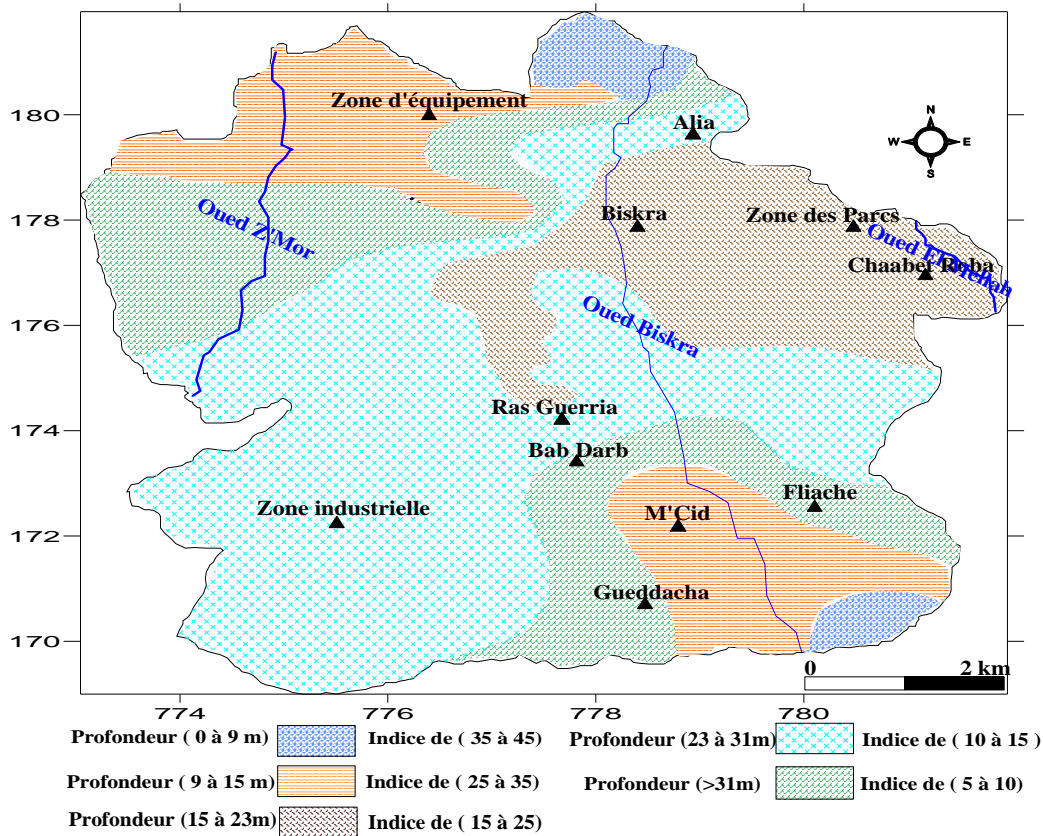 180
178
176
174
172
170
774
776
778
780
N
W
E
S
Zone d'équipement
Alia
Biskra
Zone des Parcs
Oued Z'Mor
Chaabet Roba
Oued Biskra
Ras Guerria
Bab Darb
Zone industrielle
Fliache
M'Cid
Gueddacha
0 2 km
Profondeur ( 0 à 9 m) Indice de ( 35 à 45)
Profondeur (23 à 31m) Indice de ( 10 à 15 )
Profondeur (9 à 15 m) Indice de ( 25 à 35)
Profondeur (>31m) Indice de ( 5 à 10)
Profondeur (15 à 23m) Indice de ( 15 à 25)